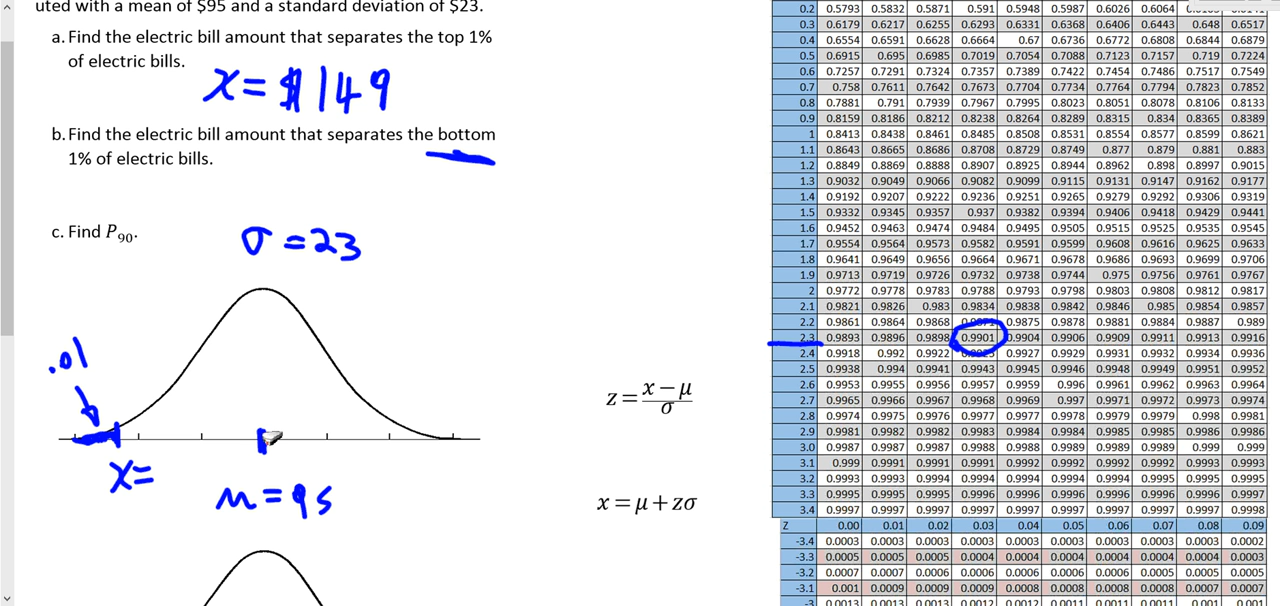 uted with a mean of $95 and a standard deviation of $23.
a. Find the electric bill amount that separates the top 1%
of electric bills.
x = $149
b. Find the electric bill amount that separates the bottom
1% of electric bills.
c. Find P90.
σ = 23
.01
x =
μ = 95
z = x − μ / σ
x = μ + zσ
0.2 0.5793 0.5832 0.5871 0.591 0.5948 0.5987 0.6026 0.6064
0.3 0.6179 0.6217 0.6255 0.6293 0.6331 0.6368 0.6406 0.6443 0.648 0.6517
0.4 0.6554 0.6591 0.6628 0.6664 0.67 0.6736 0.6772 0.6808 0.6844 0.6879
0.5 0.6915 0.695 0.6985 0.7019 0.7054 0.7088 0.7123 0.7157 0.719 0.7224
0.6 0.7257 0.7291 0.7324 0.7357 0.7389 0.7422 0.7454 0.7486 0.7517 0.7549
0.7 0.758 0.7611 0.7642 0.7673 0.7704 0.7734 0.7764 0.7794 0.7823 0.7852
0.8 0.7881 0.791 0.7939 0.7967 0.7995 0.8023 0.8051 0.8078 0.8106 0.8133
0.9 0.8159 0.8186 0.8212 0.8238 0.8264 0.8289 0.8315 0.834 0.8365 0.8389
1 0.8413 0.8438 0.8461 0.8485 0.8508 0.8531 0.8554 0.8577 0.8599 0.8621
1.1 0.8643 0.8665 0.8686 0.8708 0.8729 0.8749 0.877 0.879 0.881 0.883
1.2 0.8849 0.8869 0.8888 0.8907 0.8925 0.8944 0.8962 0.898 0.8997 0.9015
1.3 0.9032 0.9049 0.9066 0.9082 0.9099 0.9115 0.9131 0.9147 0.9162 0.9177
1.4 0.9192 0.9207 0.9222 0.9236 0.9251 0.9265 0.9279 0.9292 0.9306 0.9319
1.5 0.9332 0.9345 0.9357 0.937 0.9382 0.9394 0.9406 0.9418 0.9429 0.9441
1.6 0.9452 0.9463 0.9474 0.9484 0.9495 0.9505 0.9515 0.9525 0.9535 0.9545
1.7 0.9554 0.9564 0.9573 0.9582 0.9591 0.9599 0.9608 0.9616 0.9625 0.9633
1.8 0.9641 0.9649 0.9656 0.9664 0.9671 0.9678 0.9686 0.9693 0.9699 0.9706
1.9 0.9713 0.9719 0.9726 0.9732 0.9738 0.9744 0.975 0.9756 0.9761 0.9767
2 0.9772 0.9778 0.9783 0.9788 0.9793 0.9798 0.9803 0.9808 0.9812 0.9817
2.1 0.9821 0.9826 0.983 0.9834 0.9838 0.9842 0.9846 0.985 0.9854 0.9857
2.2 0.9861 0.9864 0.9868 0.9871 0.9875 0.9878 0.9881 0.9884 0.9887 0.989
2.3 0.9893 0.9896 0.9898 0.9901 0.9904 0.9906 0.9909 0.9911 0.9913 0.9916
2.4 0.9918 0.992 0.9922 0.9925 0.9927 0.9929 0.9931 0.9932 0.9934 0.9936
2.5 0.9938 0.994 0.9941 0.9943 0.9945 0.9946 0.9948 0.9949 0.9951 0.9952
2.6 0.9953 0.9955 0.9956 0.9957 0.9959 0.996 0.9961 0.9962 0.9963 0.9964
2.7 0.9965 0.9966 0.9967 0.9968 0.9969 0.997 0.9971 0.9972 0.9973 0.9974
2.8 0.9974 0.9975 0.9976 0.9977 0.9977 0.9978 0.9979 0.9979 0.998 0.9981
2.9 0.9981 0.9982 0.9982 0.9983 0.9984 0.9984 0.9985 0.9985 0.9986 0.9986
3.0 0.9987 0.9987 0.9987 0.9988 0.9988 0.9989 0.9989 0.9989 0.999 0.999
3.1 0.999 0.9991 0.9991 0.9991 0.9992 0.9992 0.9992 0.9992 0.9993 0.9993
3.2 0.9993 0.9993 0.9994 0.9994 0.9994 0.9994 0.9994 0.9995 0.9995 0.9995
3.3 0.9995 0.9995 0.9995 0.9996 0.9996 0.9996 0.9996 0.9996 0.9996 0.9997
3.4 0.9997 0.9997 0.9997 0.9997 0.9997 0.9997 0.9997 0.9997 0.9997 0.9998
Z 0.00 0.01 0.02 0.03 0.04 0.05 0.06 0.07 0.08 0.09
-3.4 0.0003 0.0003 0.0003 0.0003 0.0003 0.0003 0.0003 0.0003 0.0003 0.0002
-3.3 0.0005 0.0005 0.0005 0.0004 0.0004 0.0004 0.0004 0.0004 0.0004 0.0003
-3.2 0.0007 0.0007 0.0006 0.0006 0.0006 0.0006 0.0006 0.0005 0.0005 0.0005
-3.1 0.001 0.0009 0.0009 0.0009 0.0008 0.0008 0.0008 0.0008 0.0007 0.0007
-3 0.0013 0.0013 0.0013 0.0012 0.0012 0.0011 0.0011 0.0011 0.001 0.001